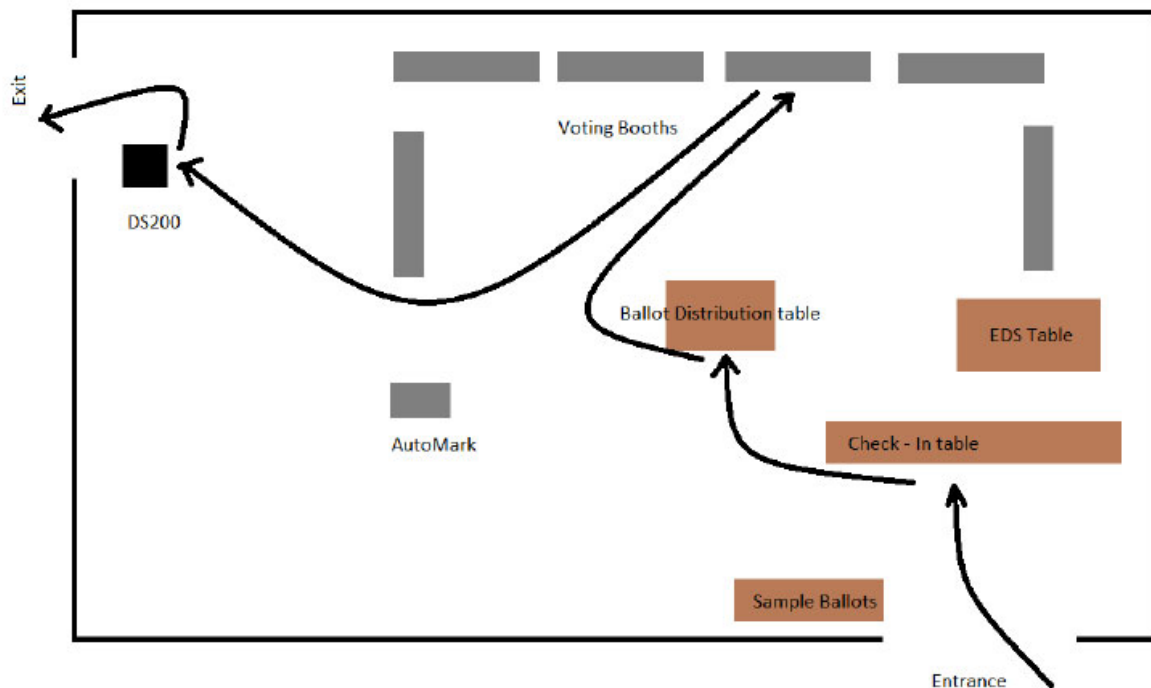 Exit
Voting Booths
DS200
Ballot Distribution table
EDS Table
AutoMark
Check - In table
Sample Ballots
Entrance